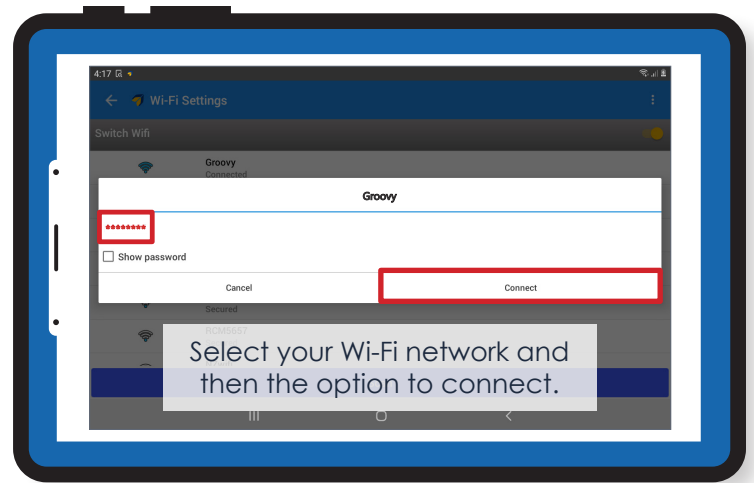 4:17
Wi-Fi Settings
Switch Wifi
Groovy
Connected
Groovy
********
Show password
Cancel
Connect
Secured
RCM5657
Select your Wi-Fi network and
then the option to connect.